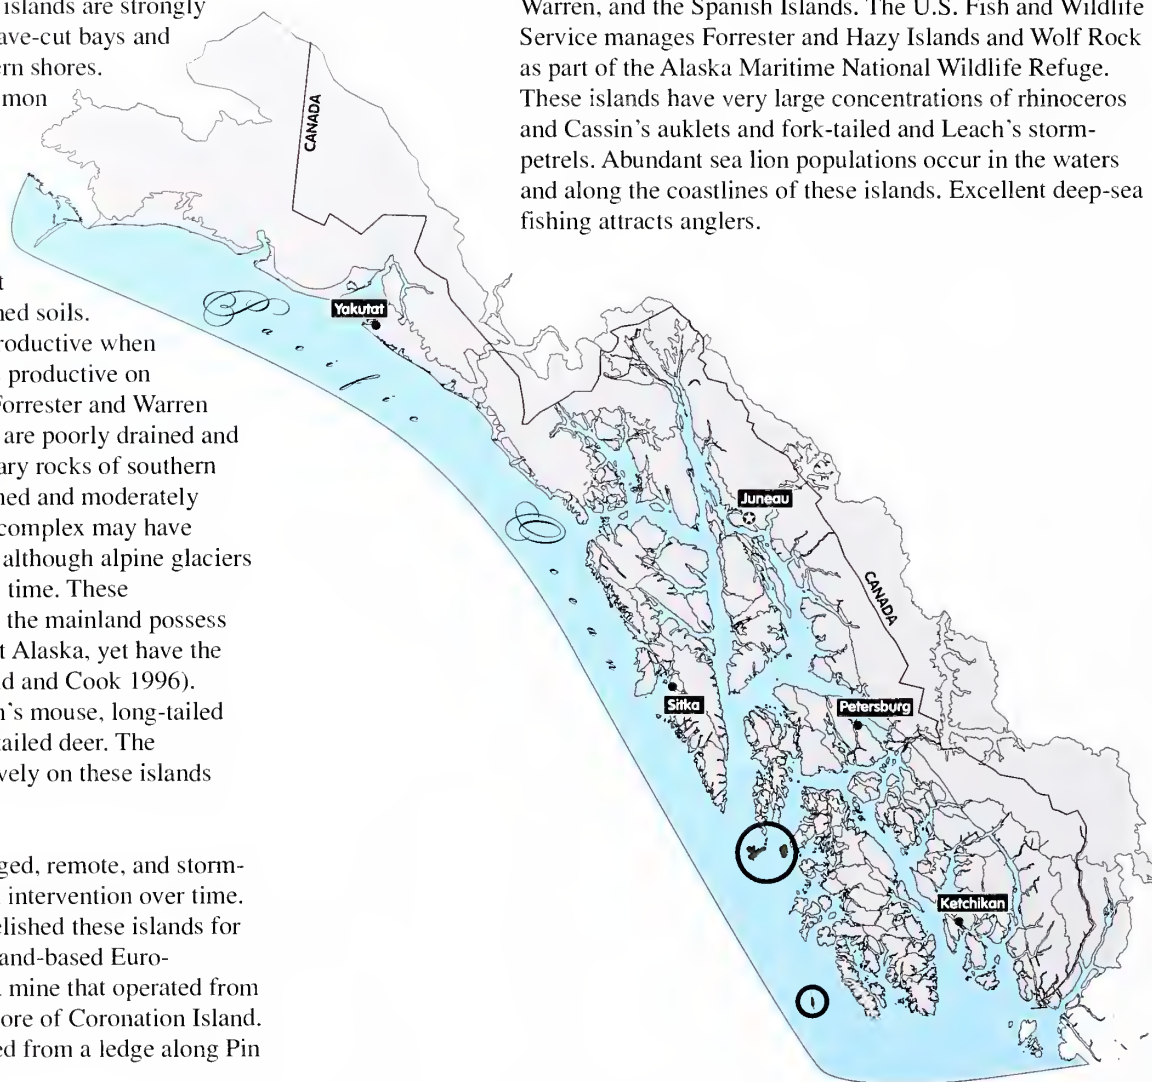 islands are strongly
ave-cut bays and
ern shores.
mon
t
ned soils.
roductive when
productive on
Forrester and Warren
are poorly drained and
ary rocks of southern
ned and moderately
complex may have
although alpine glaciers
time. These
the mainland possess
t Alaska, yet have the
d and Cook 1996).
n's mouse, long-tailed
tailed deer. The
vely on these islands
ged, remote, and storm-
intervention over time.
elished these islands for
and-based Euro-
mine that operated from
ore of Coronation Island.
ed from a ledge along Pin
Warren, and the Spanish Islands. The U.S. Fish and Wildlife
Service manages Forrester and Hazy Islands and Wolf Rock
as part of the Alaska Maritime National Wildlife Refuge.
These islands have very large concentrations of rhinoceros
and Cassin's auklets and fork-tailed and Leach's storm-
petrels. Abundant sea lion populations occur in the waters
and along the coastlines of these islands. Excellent deep-sea
fishing attracts anglers.
CANADA
Yakutat
Pacific
Ocean
Juneau
CANADA
Sitka
Petersburg
Ketchikan